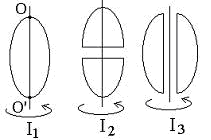 O
O'
I₁ I₂ I₃